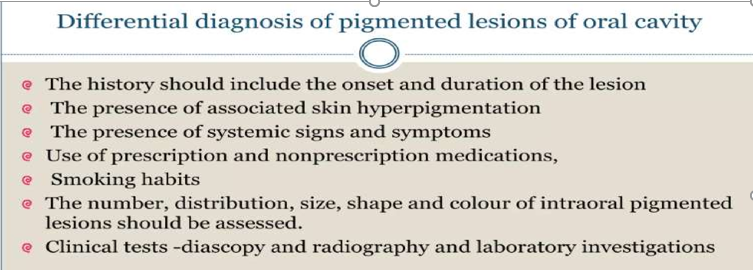 Differential diagnosis of pigmented lesions of oral cavity
The history should include the onset and duration of the lesion
The presence of associated skin hyperpigmentation
The presence of systemic signs and symptoms
Use of prescription and nonprescription medications,
Smoking habits
The number, distribution, size, shape and colour of intraoral pigmented
lesions should be assessed.
Clinical tests -diascopy and radiography and laboratory investigations